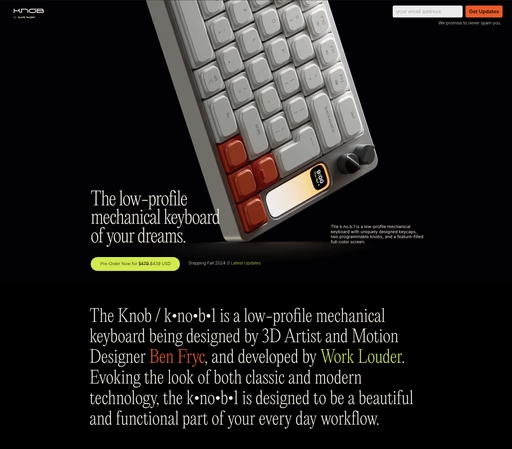 KNOB
by work louder
your email address
Get Updates
We promise to never spam you.
9:00
The low-profile
mechanical keyboard
of your dreams.
The k.no.b.1 is a low-profile mechanical
keyboard with uniquely designed keycaps,
two programmable knobs, and a feature-filled
full-color screen.
Pre-Order Now for $479 $439 USD
Shipping Fall 2024 // Latest Updates
The Knob / k•no•b•1 is a low-profile mechanical
keyboard being designed by 3D Artist and Motion
Designer Ben Fryc, and developed by Work Louder.
Evoking the look of both classic and modern
technology, the k•no•b•1 is designed to be a beautiful
and functional part of your every day workflow.